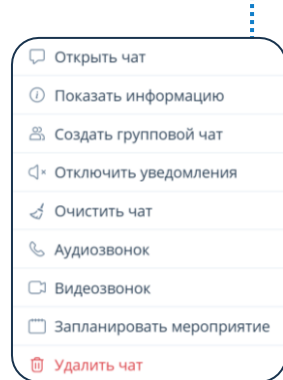 Открыть чат
Показать информацию
Создать групповой чат
Отключить уведомления
Очистить чат
Аудиозвонок
Видеозвонок
Запланировать мероприятие
Удалить чат